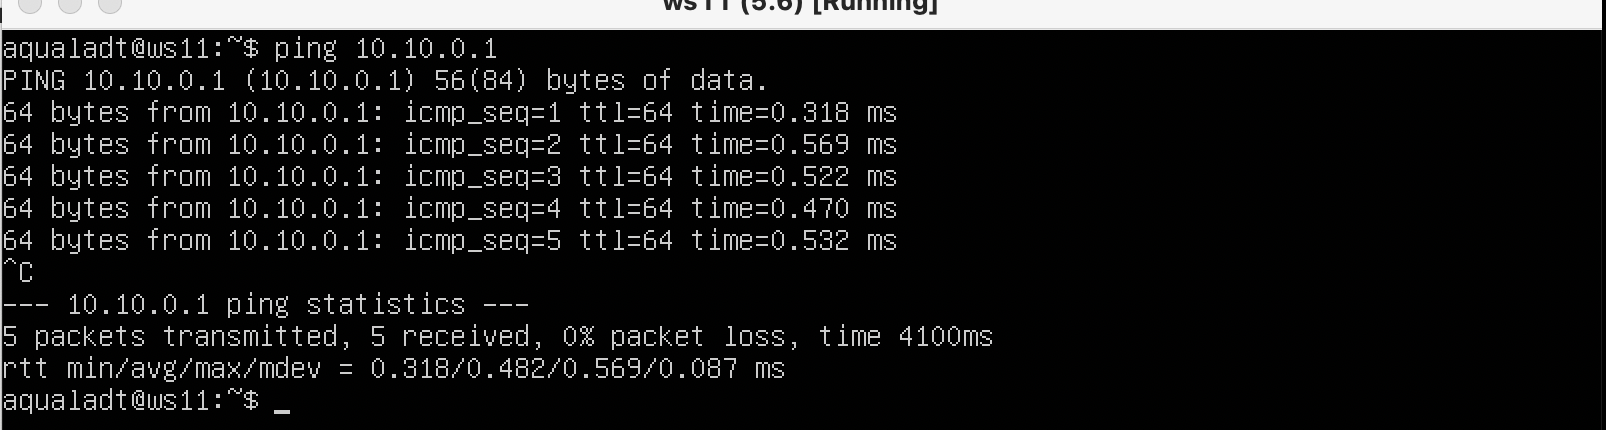 ws11 (5.6) [Running]
aqualadt@ws11:~$ ping 10.10.0.1
PING 10.10.0.1 (10.10.0.1) 56(84) bytes of data.
64 bytes from 10.10.0.1: icmp_seq=1 ttl=64 time=0.318 ms
64 bytes from 10.10.0.1: icmp_seq=2 ttl=64 time=0.569 ms
64 bytes from 10.10.0.1: icmp_seq=3 ttl=64 time=0.522 ms
64 bytes from 10.10.0.1: icmp_seq=4 ttl=64 time=0.470 ms
64 bytes from 10.10.0.1: icmp_seq=5 ttl=64 time=0.532 ms
^C
--- 10.10.0.1 ping statistics ---
5 packets transmitted, 5 received, 0% packet loss, time 4100ms
rtt min/avg/max/mdev = 0.318/0.482/0.569/0.087 ms
aqualadt@ws11:~$ _